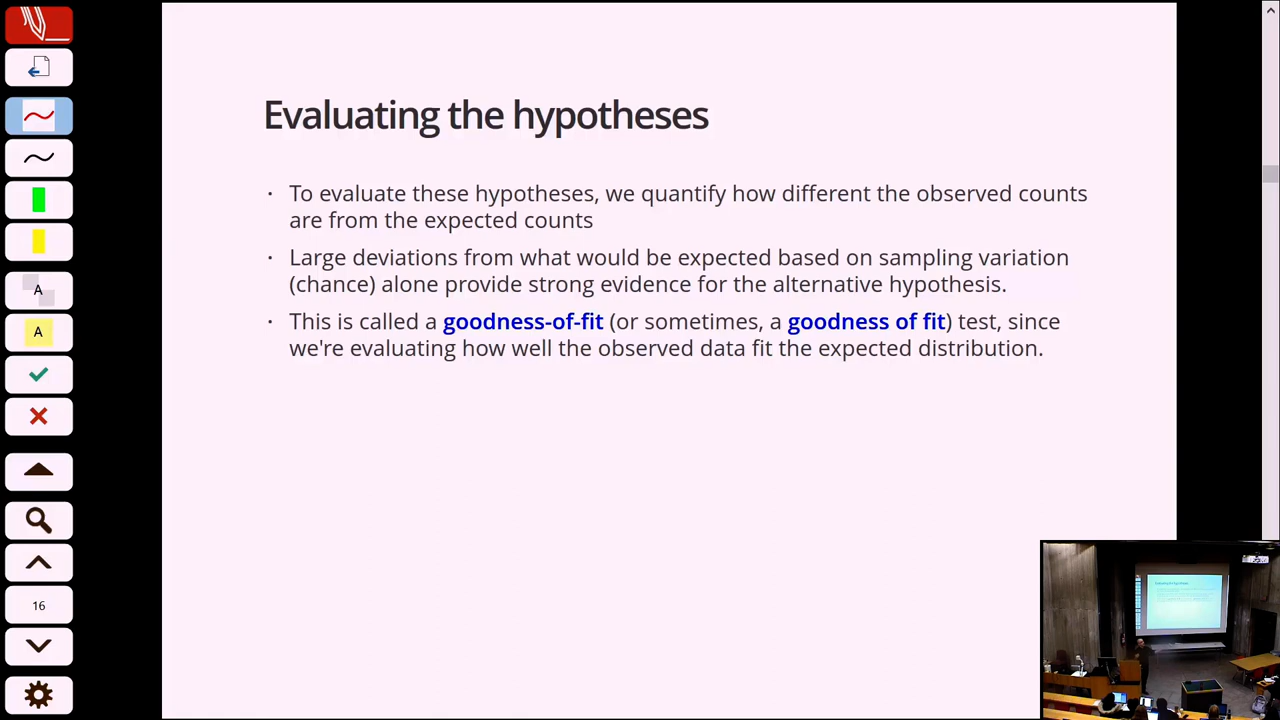 Evaluating the hypotheses
· To evaluate these hypotheses, we quantify how different the observed counts
are from the expected counts
· Large deviations from what would be expected based on sampling variation
(chance) alone provide strong evidence for the alternative hypothesis.
· This is called a goodness-of-fit (or sometimes, a goodness of fit) test, since
we're evaluating how well the observed data fit the expected distribution.
A
A
16